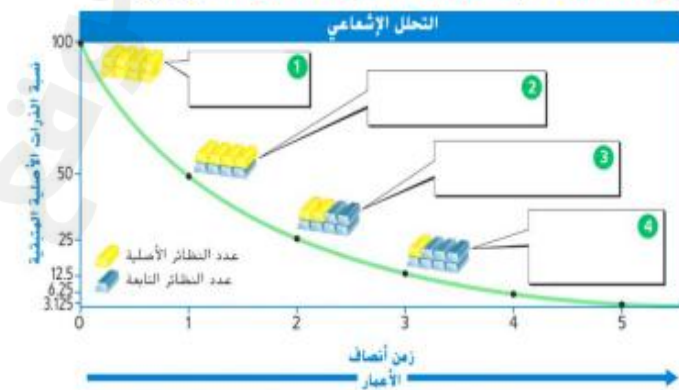 التحلل الإشعاعي
نسبة الذرات الأصلية المتبقية
100
50
25
12.5
6.25
3.125
1
2
3
4
عدد النظائر الأصلية
عدد النظائر التابعة
0 1 2 3 4 5
زمن أنصاف
الأعمار